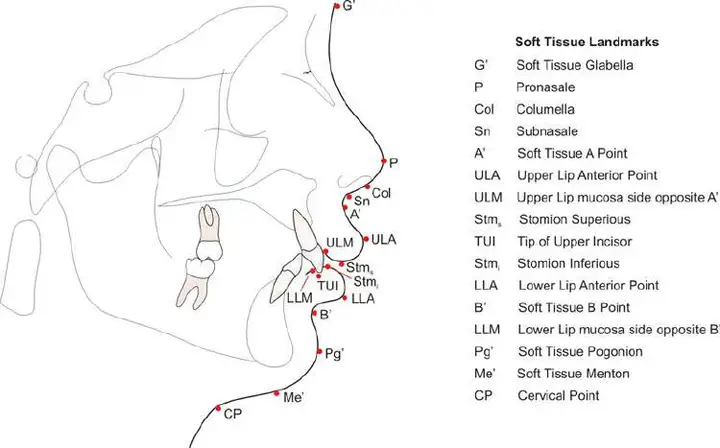 G'
P
Col
Sn
A'
ULM
ULA
Stms
Stmi
TUI
LLM
LLA
B'
Pg'
Me'
CP
Soft Tissue Landmarks
G' Soft Tissue Glabella
P Pronasale
Col Columella
Sn Subnasale
A' Soft Tissue A Point
ULA Upper Lip Anterior Point
ULM Upper Lip mucosa side opposite A'
Stms Stomion Superious
TUI Tip of Upper Incisor
Stmi Stomion Inferious
LLA Lower Lip Anterior Point
B' Soft Tissue B Point
LLM Lower Lip mucosa side opposite B'
Pg' Soft Tissue Pogonion
Me' Soft Tissue Menton
CP Cervical Point